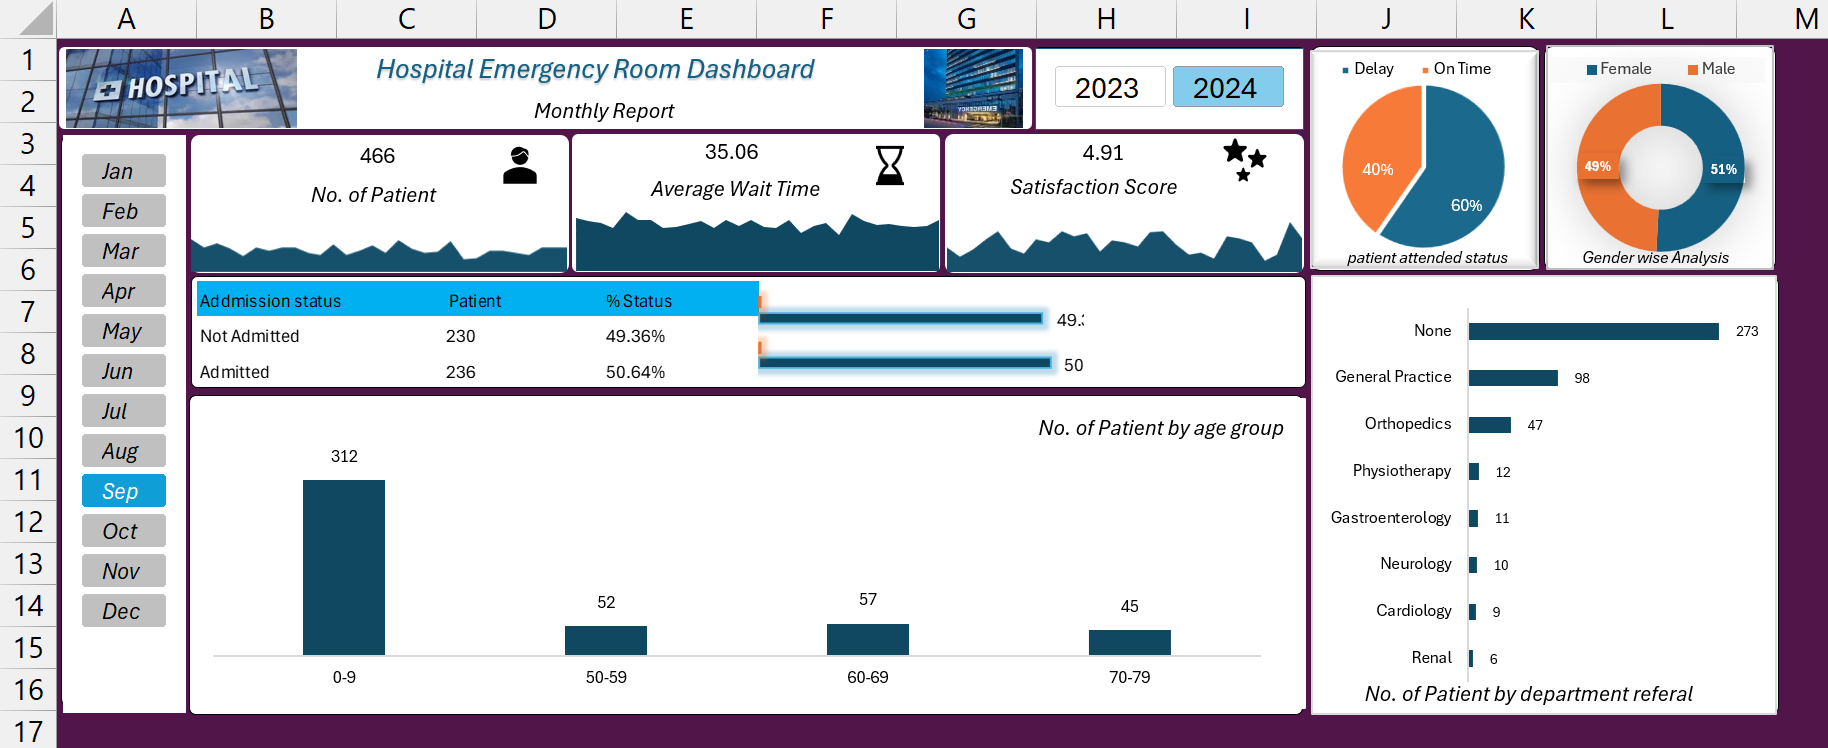 A B C D E F G H I J K L M
1
2
3
4
5
6
7
8
9
10
11
12
13
14
15
16
17
HOSPITAL
Hospital Emergency Room Dashboard
Monthly Report
EMERGENCY
2023 2024
Jan
Feb
Mar
Apr
May
Jun
Jul
Aug
Sep
Oct
Nov
Dec
466
No. of Patient
35.06
Average Wait Time
4.91
Satisfaction Score
Delay On Time
40%
60%
patient attended status
Female Male
49% 51%
Gender wise Analysis
Addmission status Patient % Status
Not Admitted 230 49.36%
Admitted 236 50.64%
49.3
50
No. of Patient by age group
312 52 57 45
0-9 50-59 60-69 70-79
None 273
General Practice 98
Orthopedics 47
Physiotherapy 12
Gastroenterology 11
Neurology 10
Cardiology 9
Renal 6
No. of Patient by department referal